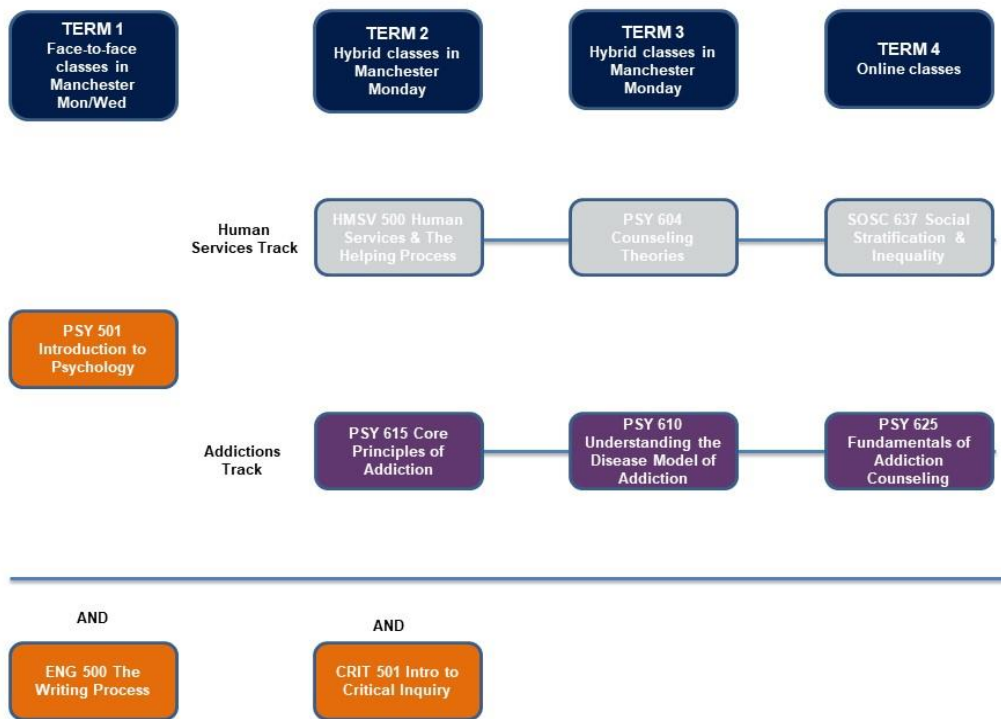 TERM 1
Face-to-face
classes in
Manchester
Mon/Wed
TERM 2
Hybrid classes in
Manchester
Monday
TERM 3
Hybrid classes in
Manchester
Monday
TERM 4
Online classes
Human
Services Track
HMSV 500 Human
Services & The
Helping Process
PSY 604
Counseling
Theories
SOSC 637 Social
Stratification &
Inequality
PSY 501
Introduction to
Psychology
Addictions
Track
PSY 615 Core
Principles of
Addiction
PSY 610
Understanding the
Disease Model of
Addiction
PSY 625
Fundamentals of
Addiction
Counseling
AND
AND
ENG 500 The
Writing Process
CRIT 501 Intro to
Critical Inquiry